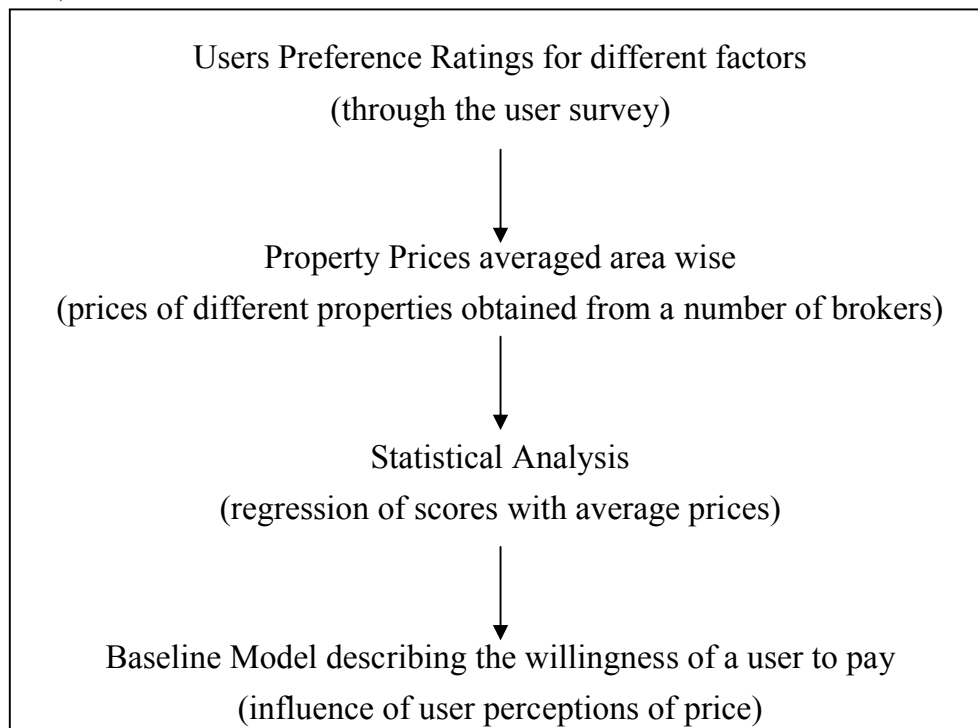 Users Preference Ratings for different factors
(through the user survey)
Property Prices averaged area wise
(prices of different properties obtained from a number of brokers)
Statistical Analysis
(regression of scores with average prices)
Baseline Model describing the willingness of a user to pay
(influence of user perceptions of price)